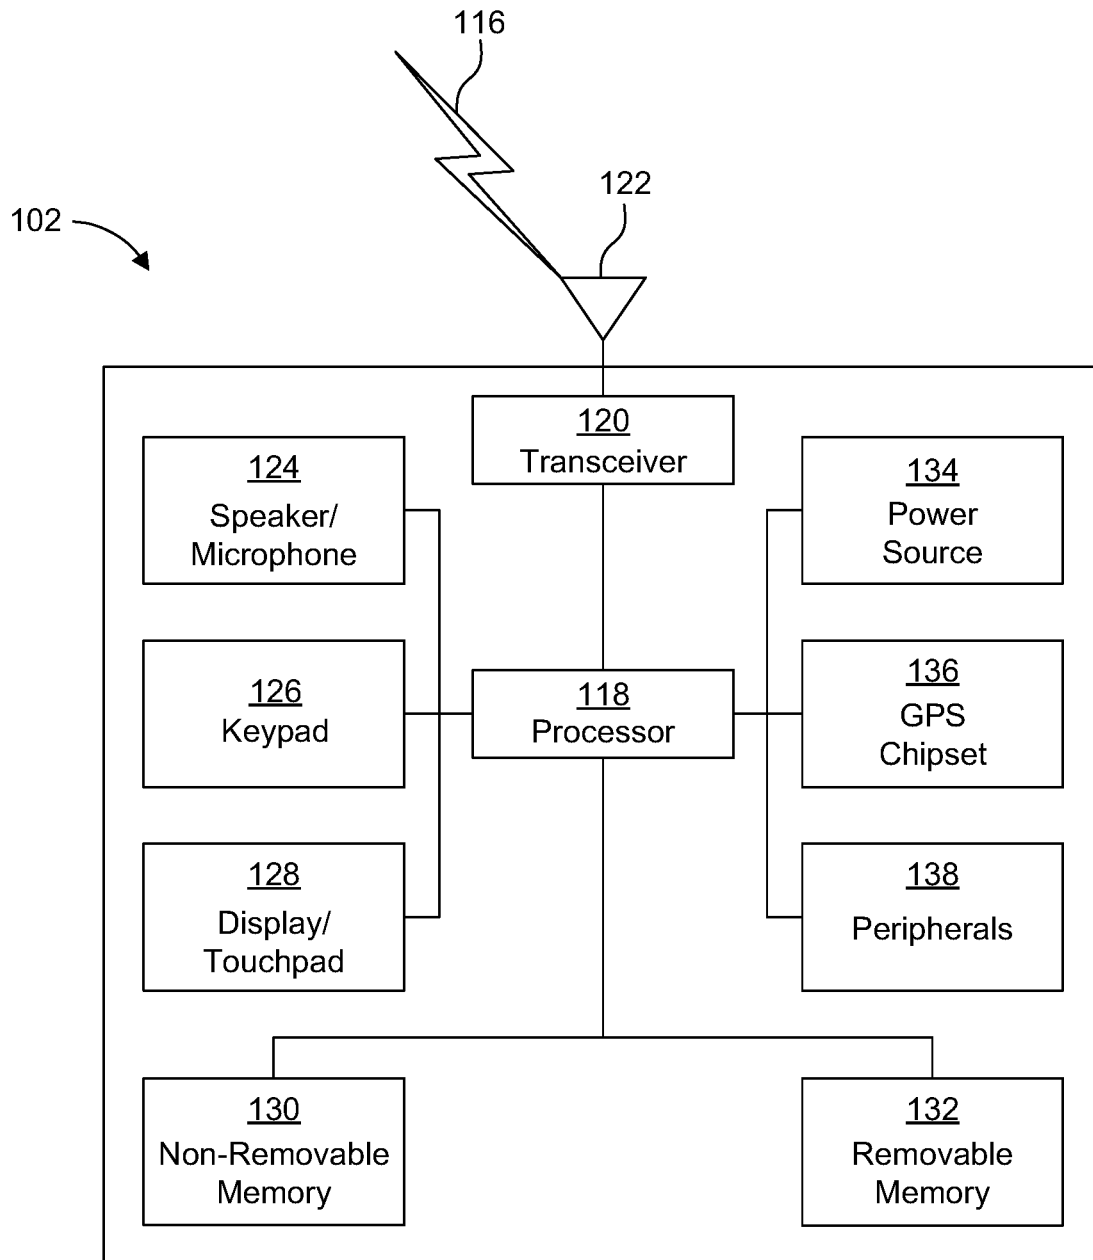 116
122
102
120
Transceiver
124
Speaker/
Microphone
134
Power
Source
126
Keypad
118
Processor
136
GPS
Chipset
128
Display/
Touchpad
138
Peripherals
130
Non-Removable
Memory
132
Removable
Memory